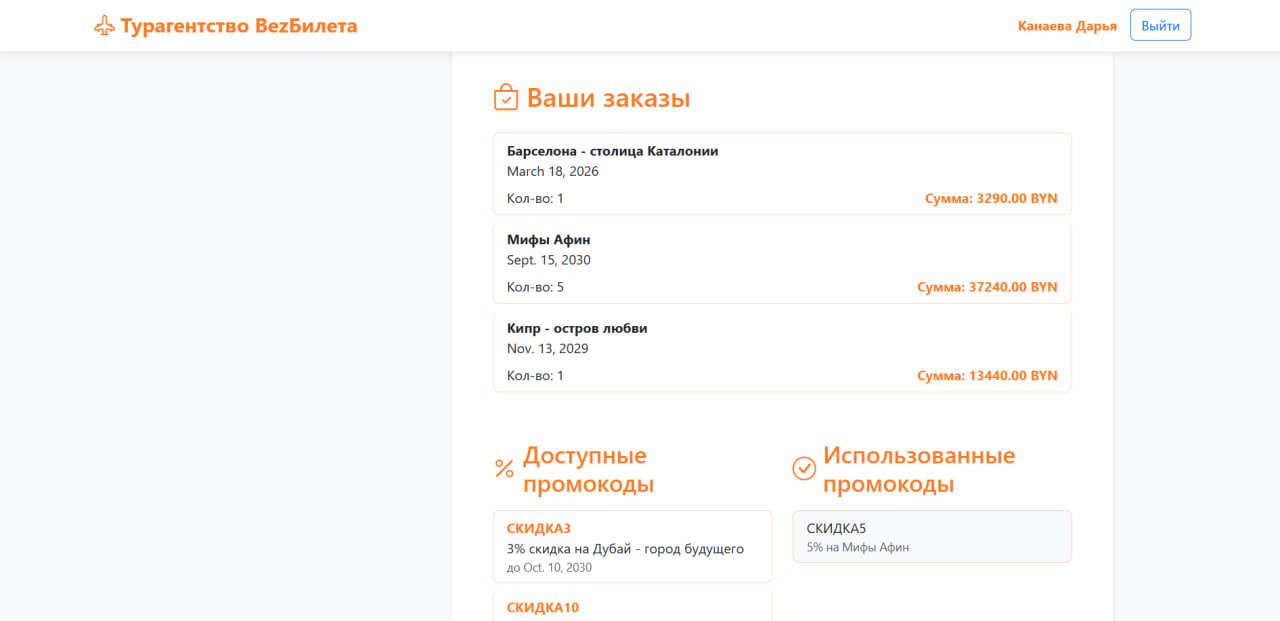 Турагентство BezБилета
Канаева Дарья
Выйти
Ваши заказы
Барселона - столица Каталонии
March 18, 2026
Кол-во: 1
Сумма: 3290.00 BYN
Мифы Афин
Sept. 15, 2030
Кол-во: 5
Сумма: 37240.00 BYN
Кипр - остров любви
Nov. 13, 2029
Кол-во: 1
Сумма: 13440.00 BYN
Доступные
промокоды
СКИДКА3
3% скидка на Дубай - город будущего
до Oct. 10, 2030
СКИДКА10
Использованные
промокоды
СКИДКА5
5% на Мифы Афин